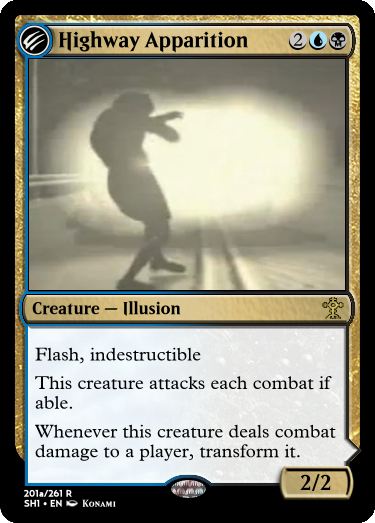 Highway Apparition 2
Creature — Illusion
Flash, indestructible
This creature attacks each combat if
able.
Whenever this creature deals combat
damage to a player, transform it.
2/2
201a/261 R
SH1 • EN Konami